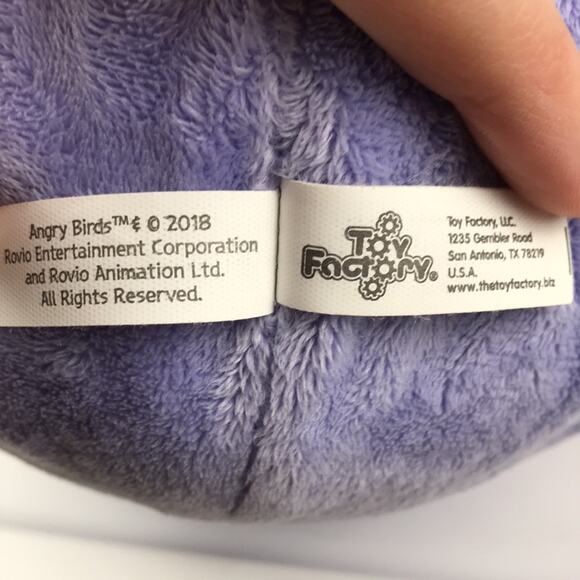 Angry Birds™ & © 2018
Rovio Entertainment Corporation
and Rovio Animation Ltd.
All Rights Reserved.
Toy
Factory®
Toy Factory, LLC.
1235 Gembler Road
San Antonio, TX 78219
U.S.A.
www.thetoyfactory.biz